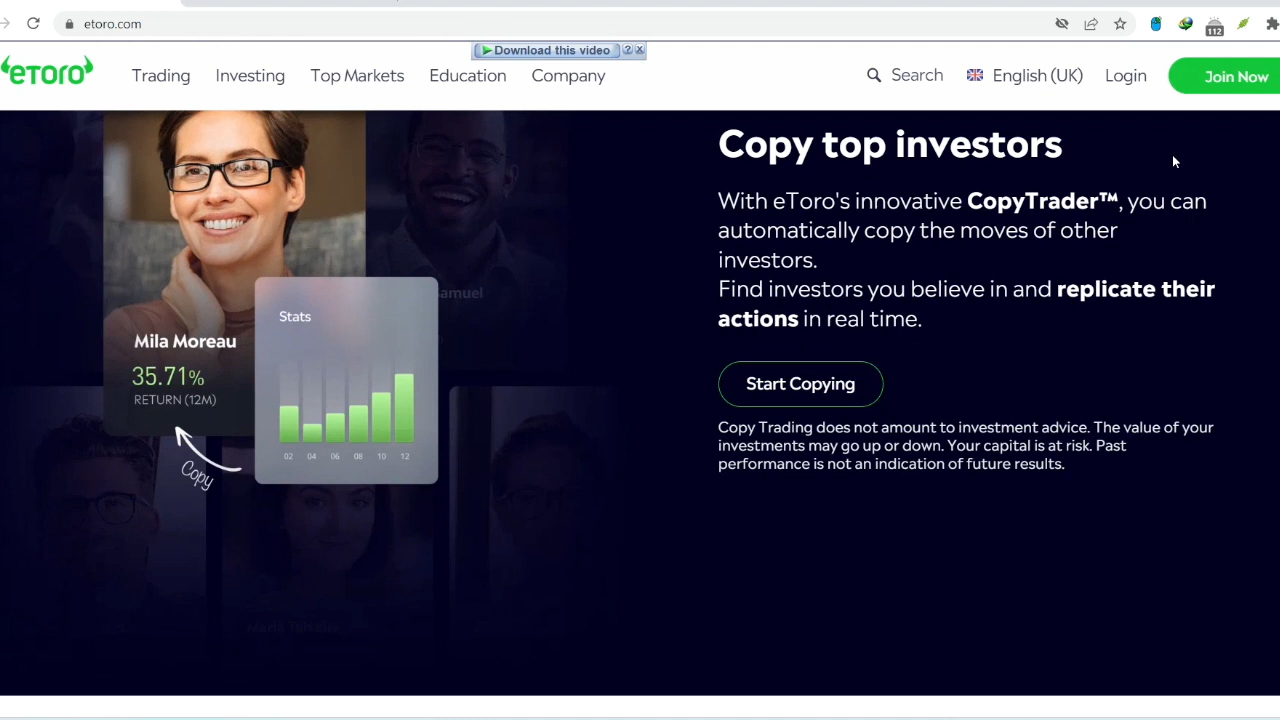 etoro.com
112
Download this video
?
eToro
Trading
Investing
Top Markets
Education
Company
Search
English (UK)
Login
Join Now
Copy top investors
With eToro's innovative CopyTrader™, you can
automatically copy the moves of other
investors.
Find investors you believe in and replicate their
actions in real time.
Start Copying
Copy Trading does not amount to investment advice. The value of your
investments may go up or down. Your capital is at risk. Past
performance is not an indication of future results.
amuel
Stats
02 04 06 08 10 12
Mila Moreau
35.71%
RETURN (12M)
Copy